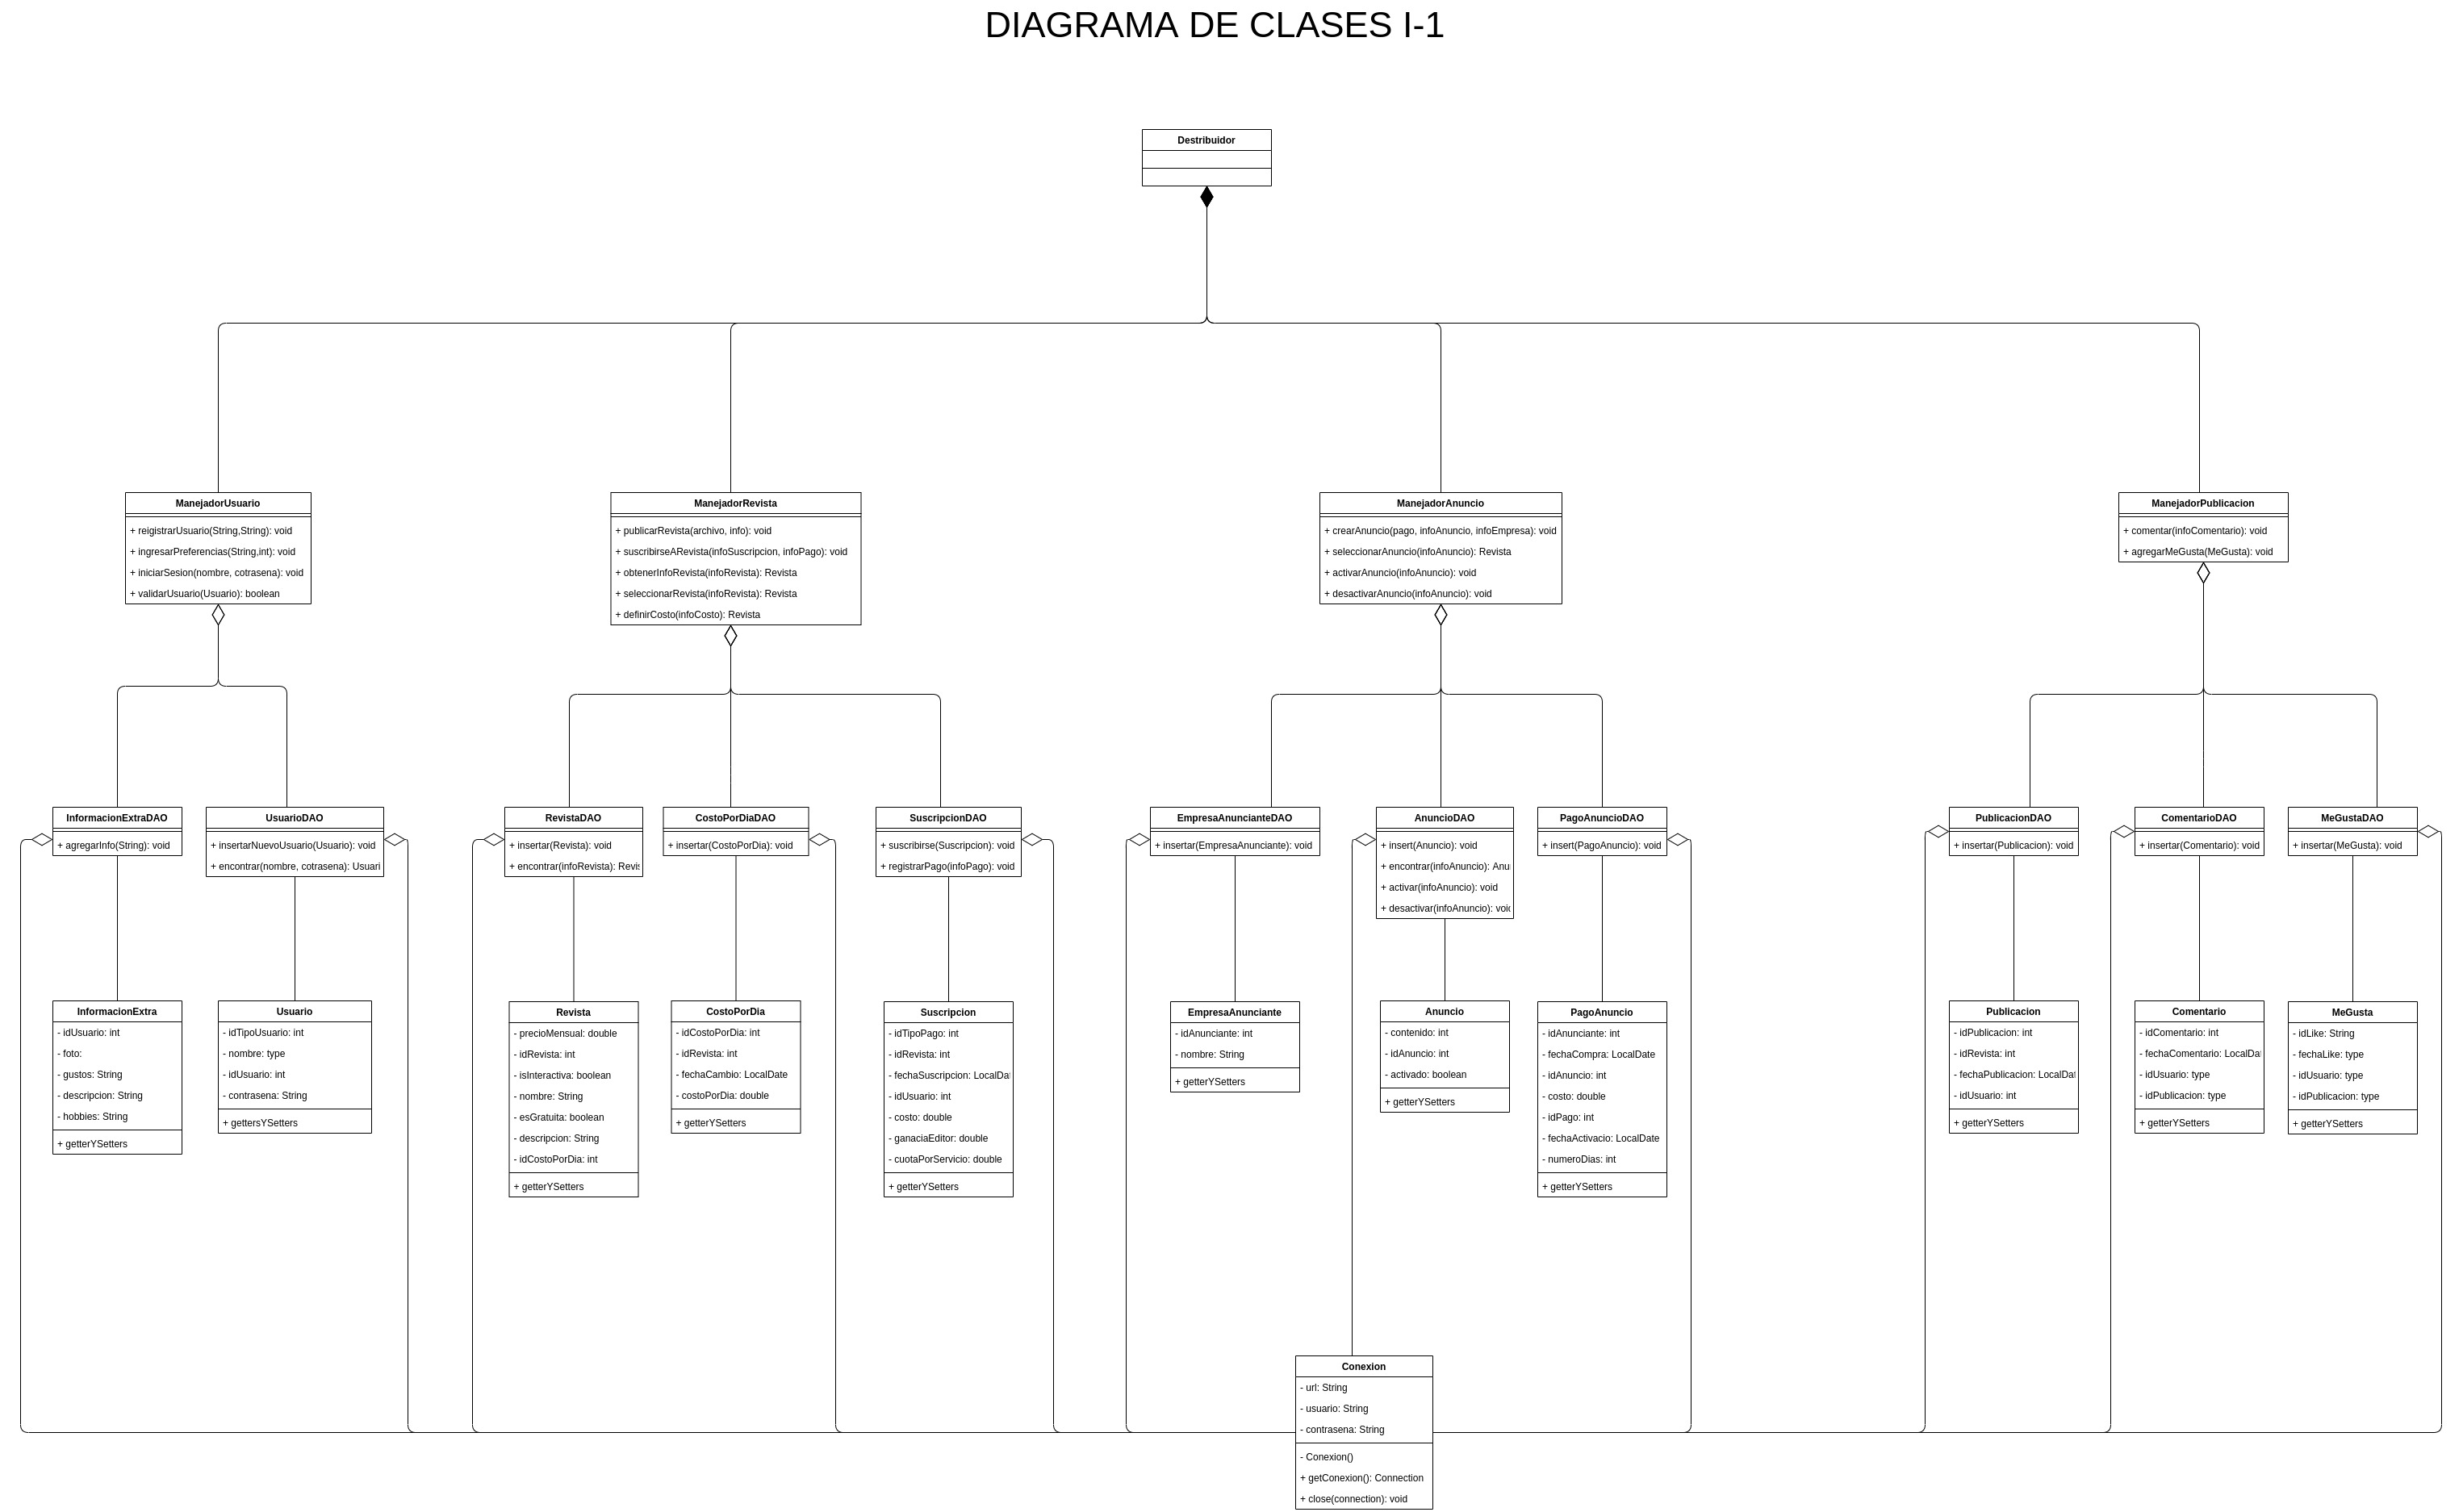 DIAGRAMA DE CLASES I-1
Destribuidor
ManejadorUsuario
+ reigistrarUsuario(String,String): void
+ ingresarPreferencias(String,int): void
+ iniciarSesion(nombre, cotrasena): void
+ validarUsuario(Usuario): boolean
ManejadorRevista
+ publicarRevista(archivo, info): void
+ suscribirseARevista(infoSuscripcion, infoPago): void
+ obtenerInfoRevista(infoRevista): Revista
+ seleccionarRevista(infoRevista): Revista
+ definirCosto(infoCosto): Revista
ManejadorAnuncio
+ crearAnuncio(pago, infoAnuncio, infoEmpresa): void
+ seleccionarAnuncio(infoAnuncio): Revista
+ activarAnuncio(infoAnuncio): void
+ desactivarAnuncio(infoAnuncio): void
ManejadorPublicacion
+ comentar(infoComentario): void
+ agregarMeGusta(MeGusta): void
InformacionExtraDAO
+ agregarInfo(String): void
UsuarioDAO
+ insertarNuevoUsuario(Usuario): void
+ encontrar(nombre, cotrasena): Usuari
RevistaDAO
+ insertar(Revista): void
+ encontrar(infoRevista): Revis
CostoPorDiaDAO
+ insertar(CostoPorDia): void
SuscripcionDAO
+ suscribirse(Suscripcion): void
+ registrarPago(infoPago): void
EmpresaAnuncianteDAO
+ insertar(EmpresaAnunciante): void
AnuncioDAO
+ insert(Anuncio): void
+ encontrar(infoAnuncio): Anu
+ activar(infoAnuncio): void
+ desactivar(infoAnuncio): void
PagoAnuncioDAO
+ insert(PagoAnuncio): void
PublicacionDAO
+ insertar(Publicacion): void
ComentarioDAO
+ insertar(Comentario): void
MeGustaDAO
+ insertar(MeGusta): void
InformacionExtra
- idUsuario: int
- foto:
- gustos: String
- descripcion: String
- hobbies: String
+ getterYSetters
Usuario
- idTipoUsuario: int
- nombre: type
- idUsuario: int
- contrasena: String
+ gettersYSetters
Revista
- precioMensual: double
- idRevista: int
- isInteractiva: boolean
- nombre: String
- esGratuita: boolean
- descripcion: String
- idCostoPorDia: int
+ getterYSetters
CostoPorDia
- idCostoPorDia: int
- idRevista: int
- fechaCambio: LocalDate
- costoPorDia: double
+ getterYSetters
Suscripcion
- idTipoPago: int
- idRevista: int
- fechaSuscripcion: LocalDat
- idUsuario: int
- costo: double
- ganaciaEditor: double
- cuotaPorServicio: double
+ getterYSetters
EmpresaAnunciante
- idAnunciante: int
- nombre: String
+ getterYSetters
Anuncio
- contenido: int
- idAnuncio: int
- activado: boolean
+ getterYSetters
PagoAnuncio
- idAnunciante: int
- fechaCompra: LocalDate
- idAnuncio: int
- costo: double
- idPago: int
- fechaActivacio: LocalDate
- numeroDias: int
+ getterYSetters
Publicacion
- idPublicacion: int
- idRevista: int
- fechaPublicacion: LocalDat
- idUsuario: int
+ getterYSetters
Comentario
- idComentario: int
- fechaComentario: LocalDat
- idUsuario: type
- idPublicacion: type
+ getterYSetters
MeGusta
- idLike: String
- fechaLike: type
- idUsuario: type
- idPublicacion: type
+ getterYSetters
Conexion
- url: String
- usuario: String
- contrasena: String
- Conexion()
+ getConexion(): Connection
+ close(connection): void